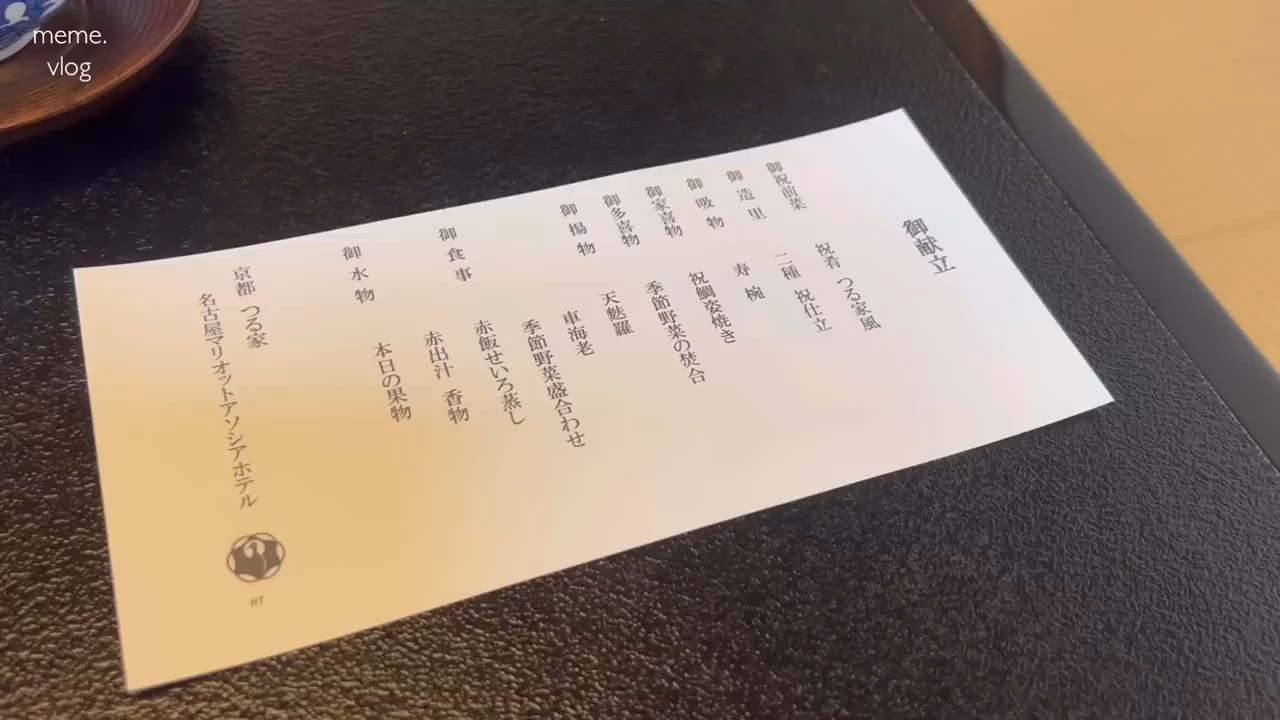 meme.
vlog
御献立
御祝前菜 祝肴 つる家風
御造里 二種 祝仕立
御吸物 寿椀
御家喜物 祝鯛姿焼き
御多喜物 季節野菜の焚合
御揚物 天麩羅
車海老
季節野菜盛合わせ
御食事 赤飯せいろ蒸し
赤出汁 香物
御水物 本日の果物
京都 つる家
名古屋マリオットアソシアホテル